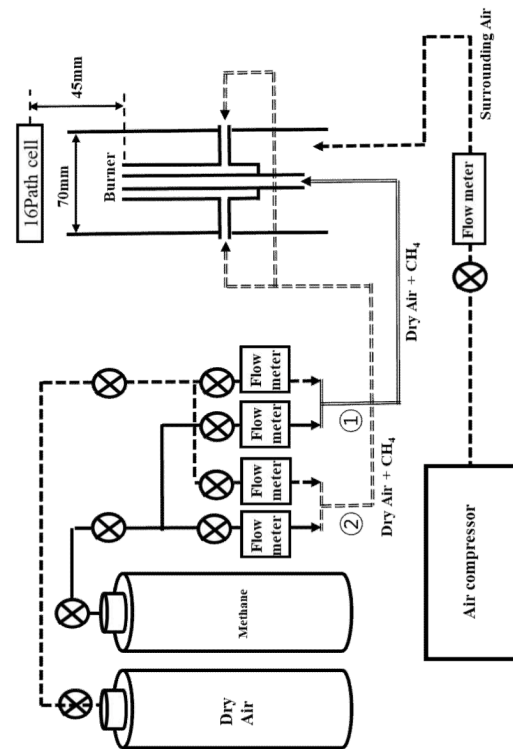 16Path cell
45mm
70mm
Burner
Surrounding Air
Flow meter
Dry Air + CH₄
Flow
meter
Flow
meter
Flow
meter
Flow
meter
①
②
Dry Air + CH₄
Methane
Dry
Air
Air compressor